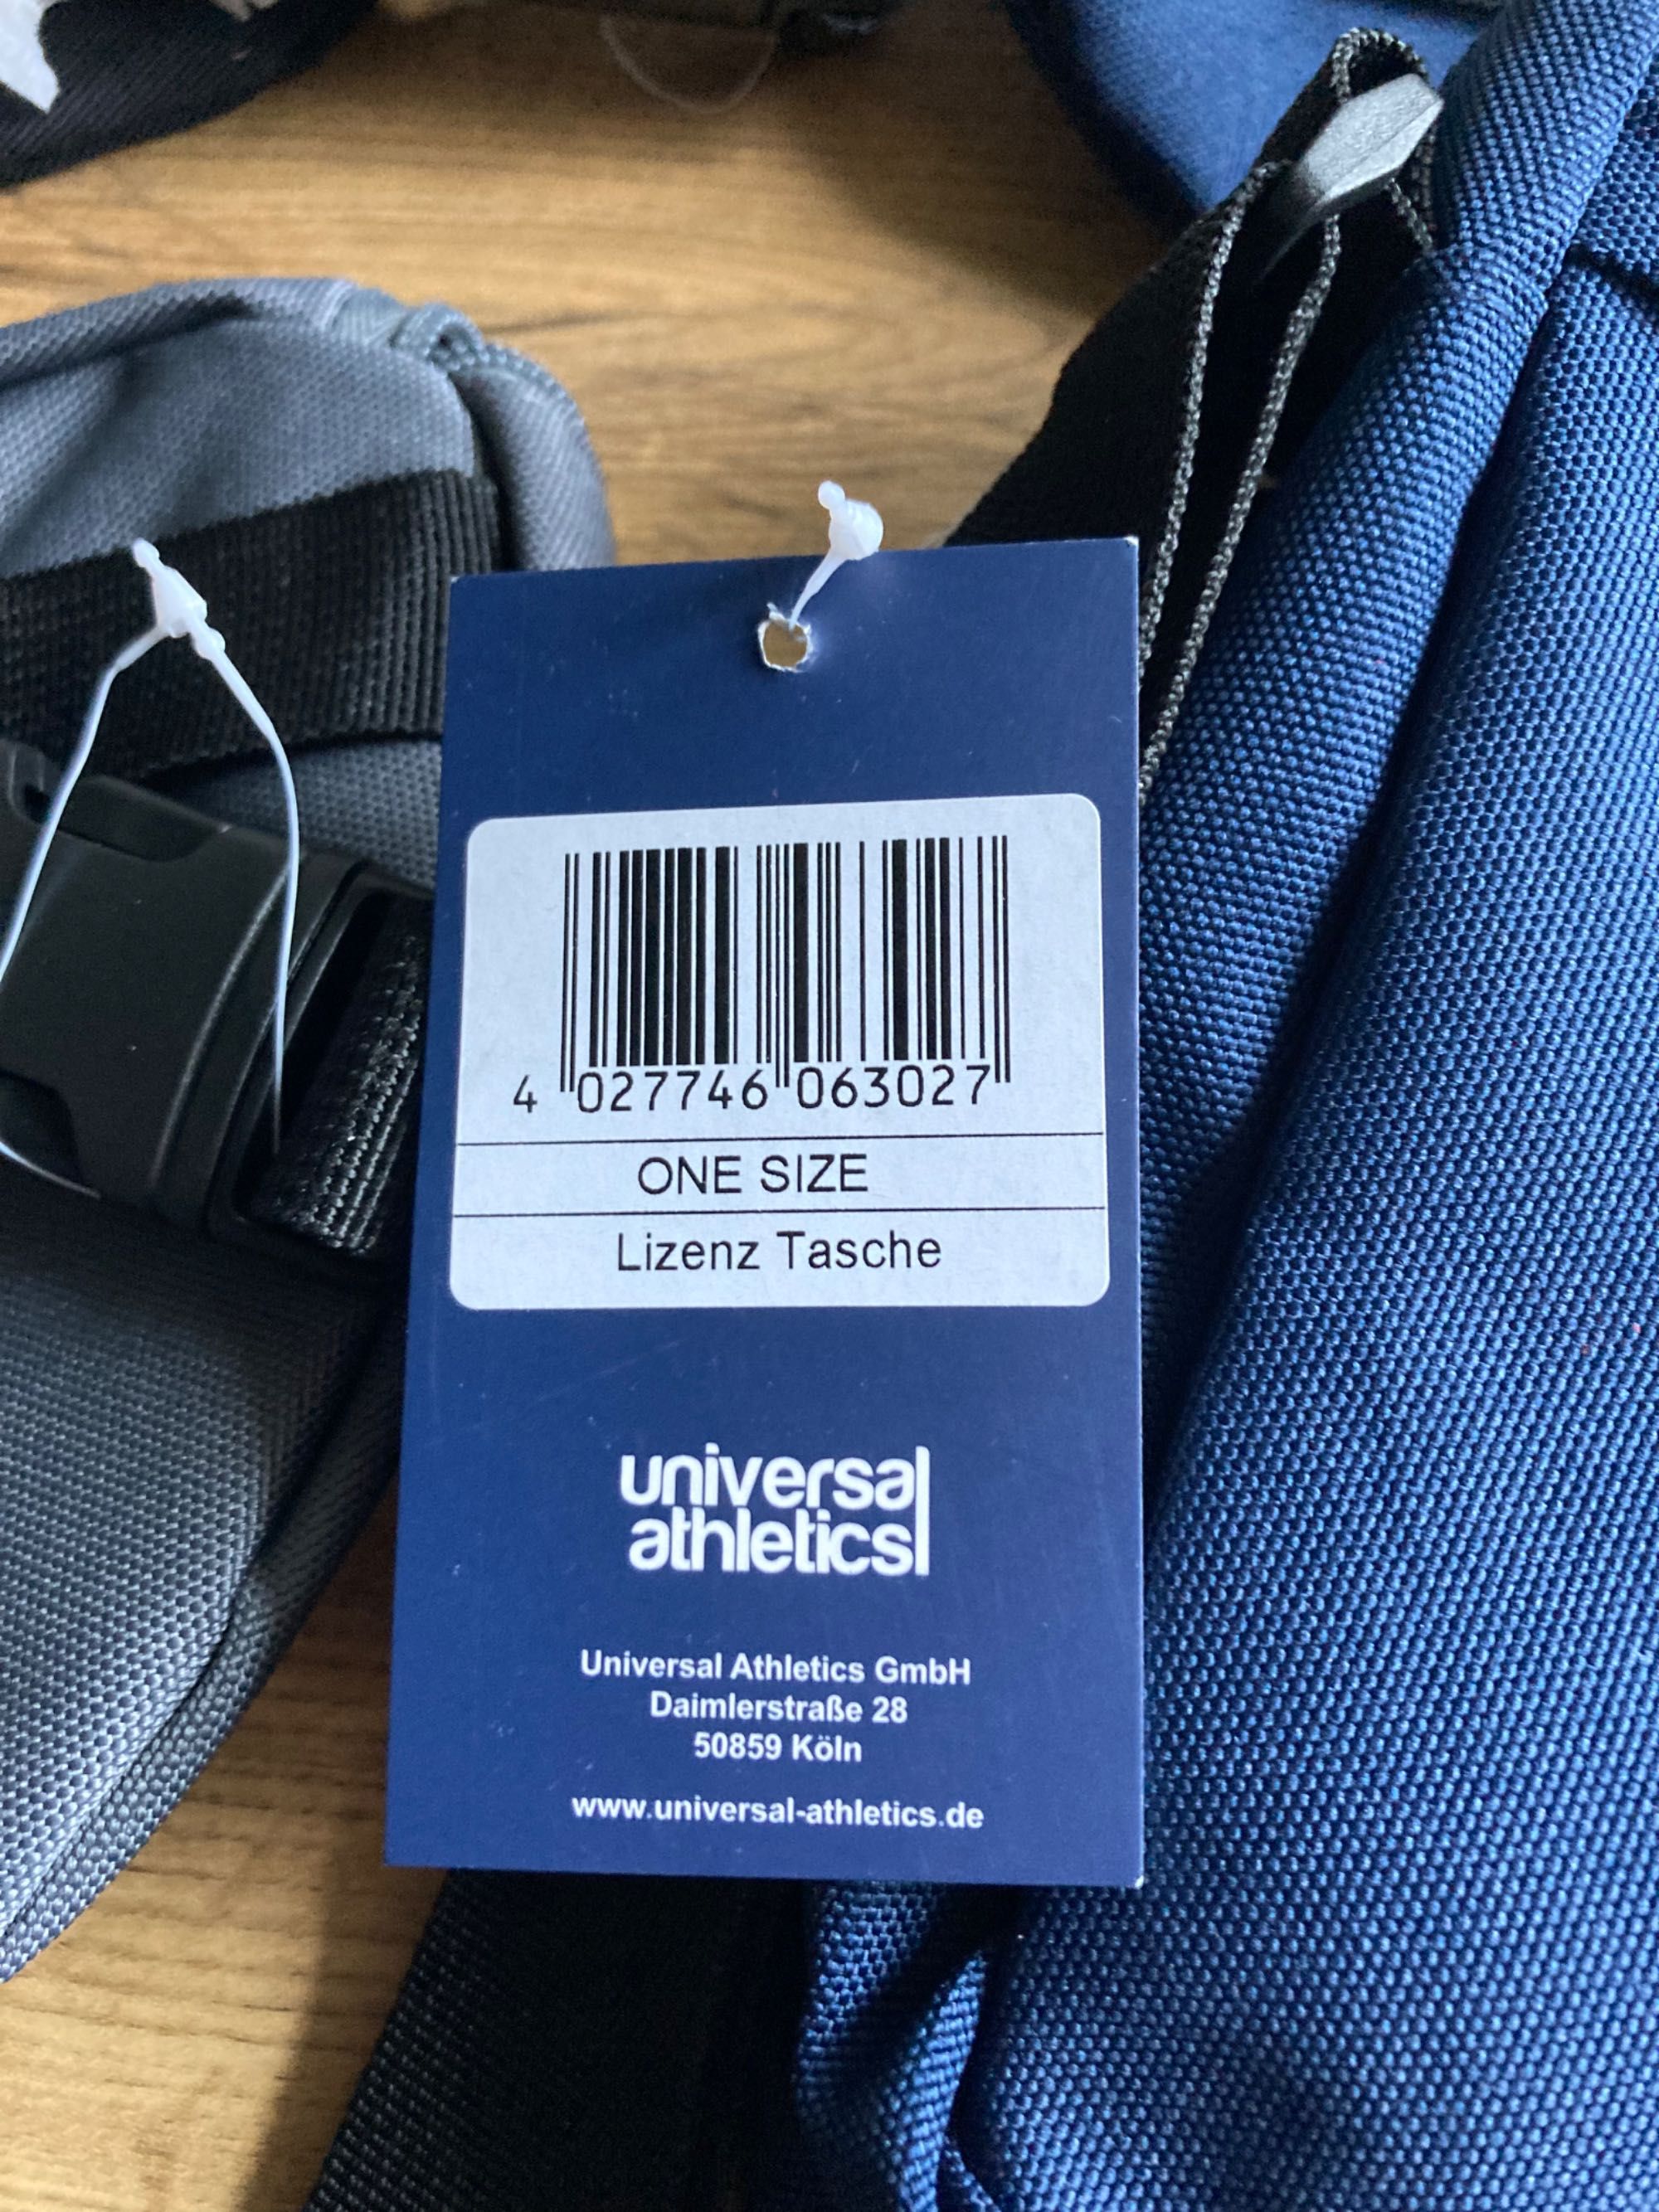 4 027746 063027
ONE SIZE
Lizenz Tasche
universal
athletics
Universal Athletics GmbH
Daimlerstraße 28
50859 Köln
www.universal-athletics.de